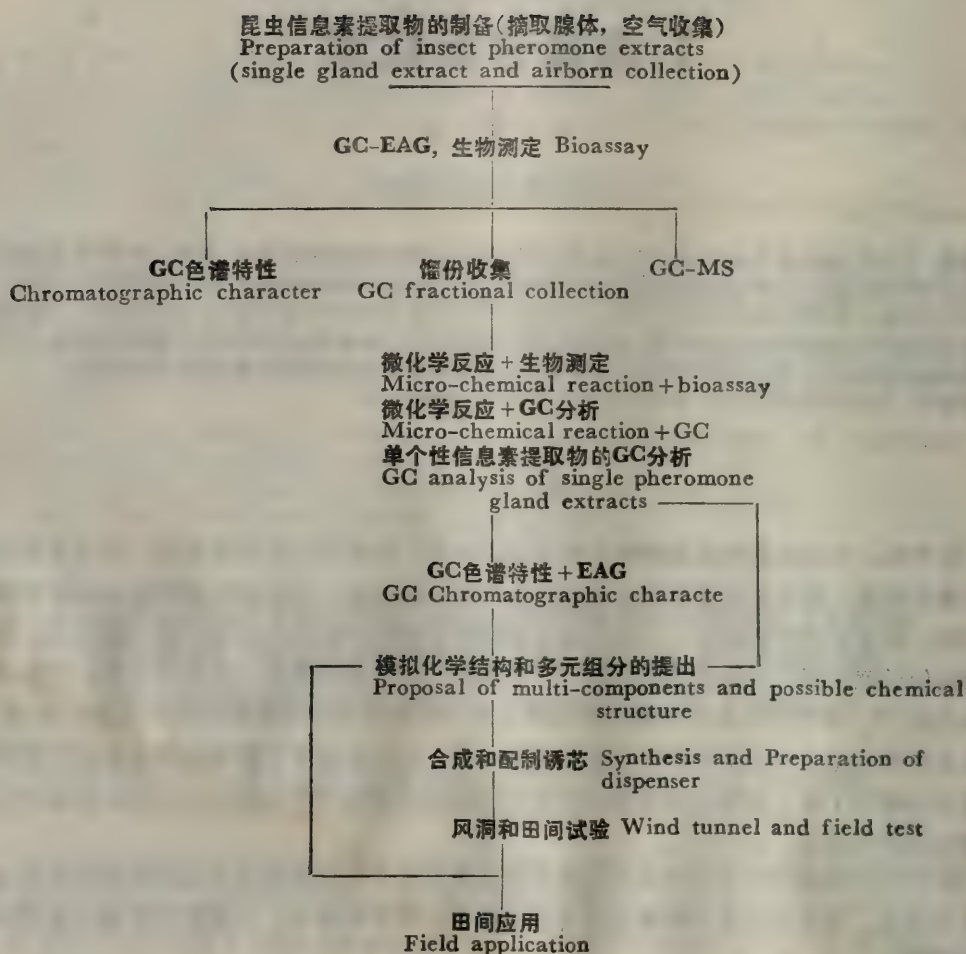 昆虫信息素提取物的制备(摘取腺体，空气收集)
Preparation of insect pheromone extracts
(single gland extract and airborn collection)
GC-EAG, 生物测定 Bioassay
GC色谱特性
Chromatographic character
馏份收集
GC fractional collection
GC-MS
微化学反应+生物测定
Micro-chemical reaction+bioassay
微化学反应+GC分析
Micro-chemical reaction+GC
单个性信息素提取物的GC分析
GC analysis of single pheromone
gland extracts
GC色谱特性+EAG
GC Chromatographic characte
模拟化学结构和多元组分的提出
Proposal of multi-components and possible chemical
structure
合成和配制诱芯 Synthesis and Preparation of
dispenser
风洞和田间试验 Wind tunnel and field test
田间应用
Field application